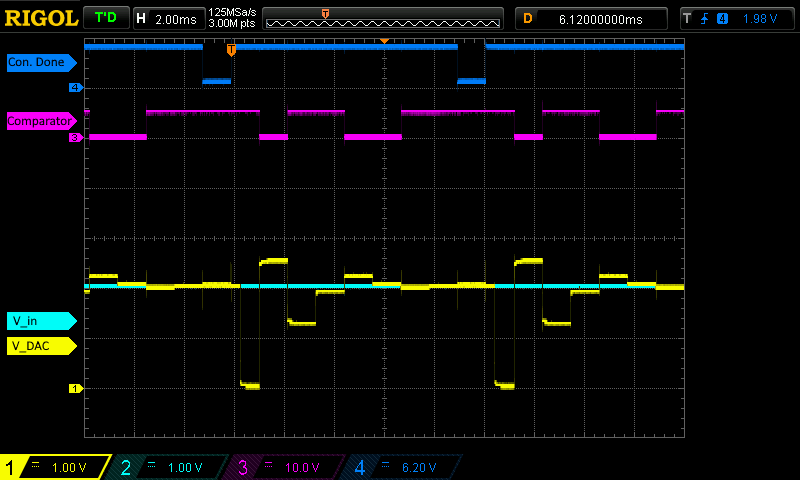 RIGOL T'D H 2.00ms 125MSa/s 3.00M pts T D 6.12000000ms T 4 1.98 V
T
Con. Done
4
Comparator
3
V_in
V_DAC
1
1 = 1.00 V 2 = 1.00 V 3 = 10.0 V 4 = 6.20 V